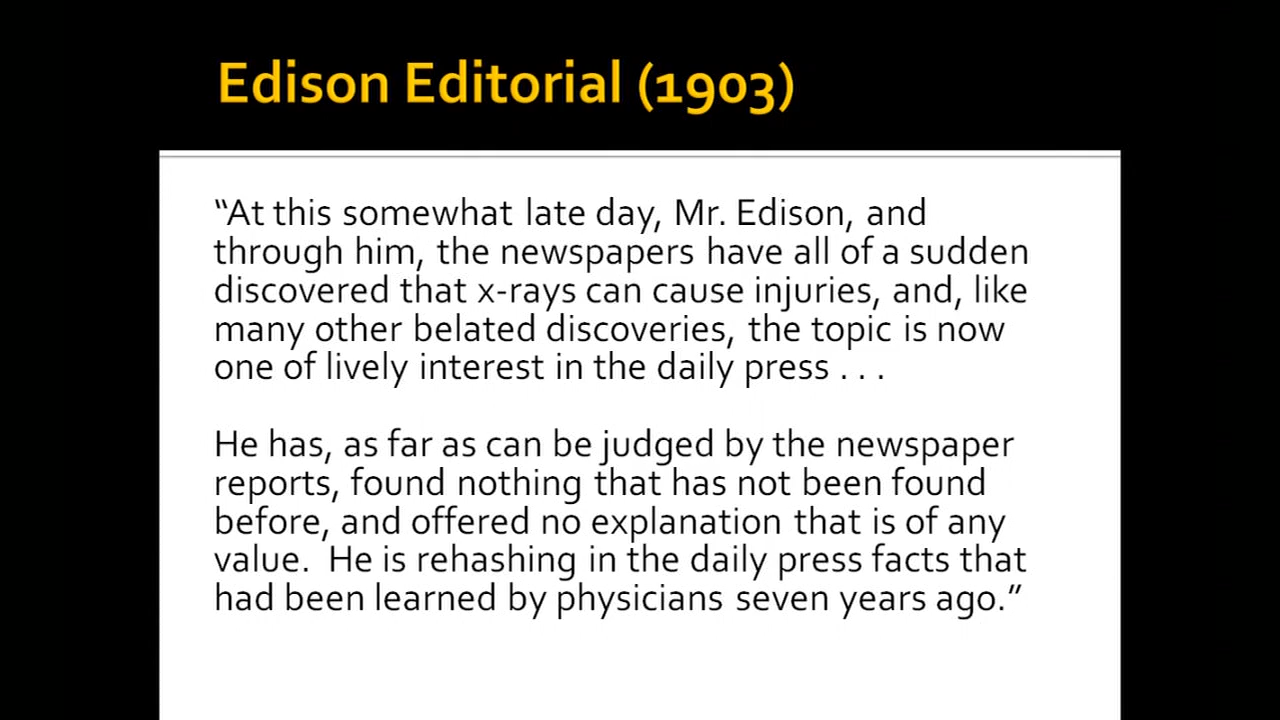 Edison Editorial (1903)
“At this somewhat late day, Mr. Edison, and
through him, the newspapers have all of a sudden
discovered that x-rays can cause injuries, and, like
many other belated discoveries, the topic is now
one of lively interest in the daily press . . .
He has, as far as can be judged by the newspaper
reports, found nothing that has not been found
before, and offered no explanation that is of any
value.  He is rehashing in the daily press facts that
had been learned by physicians seven years ago.”